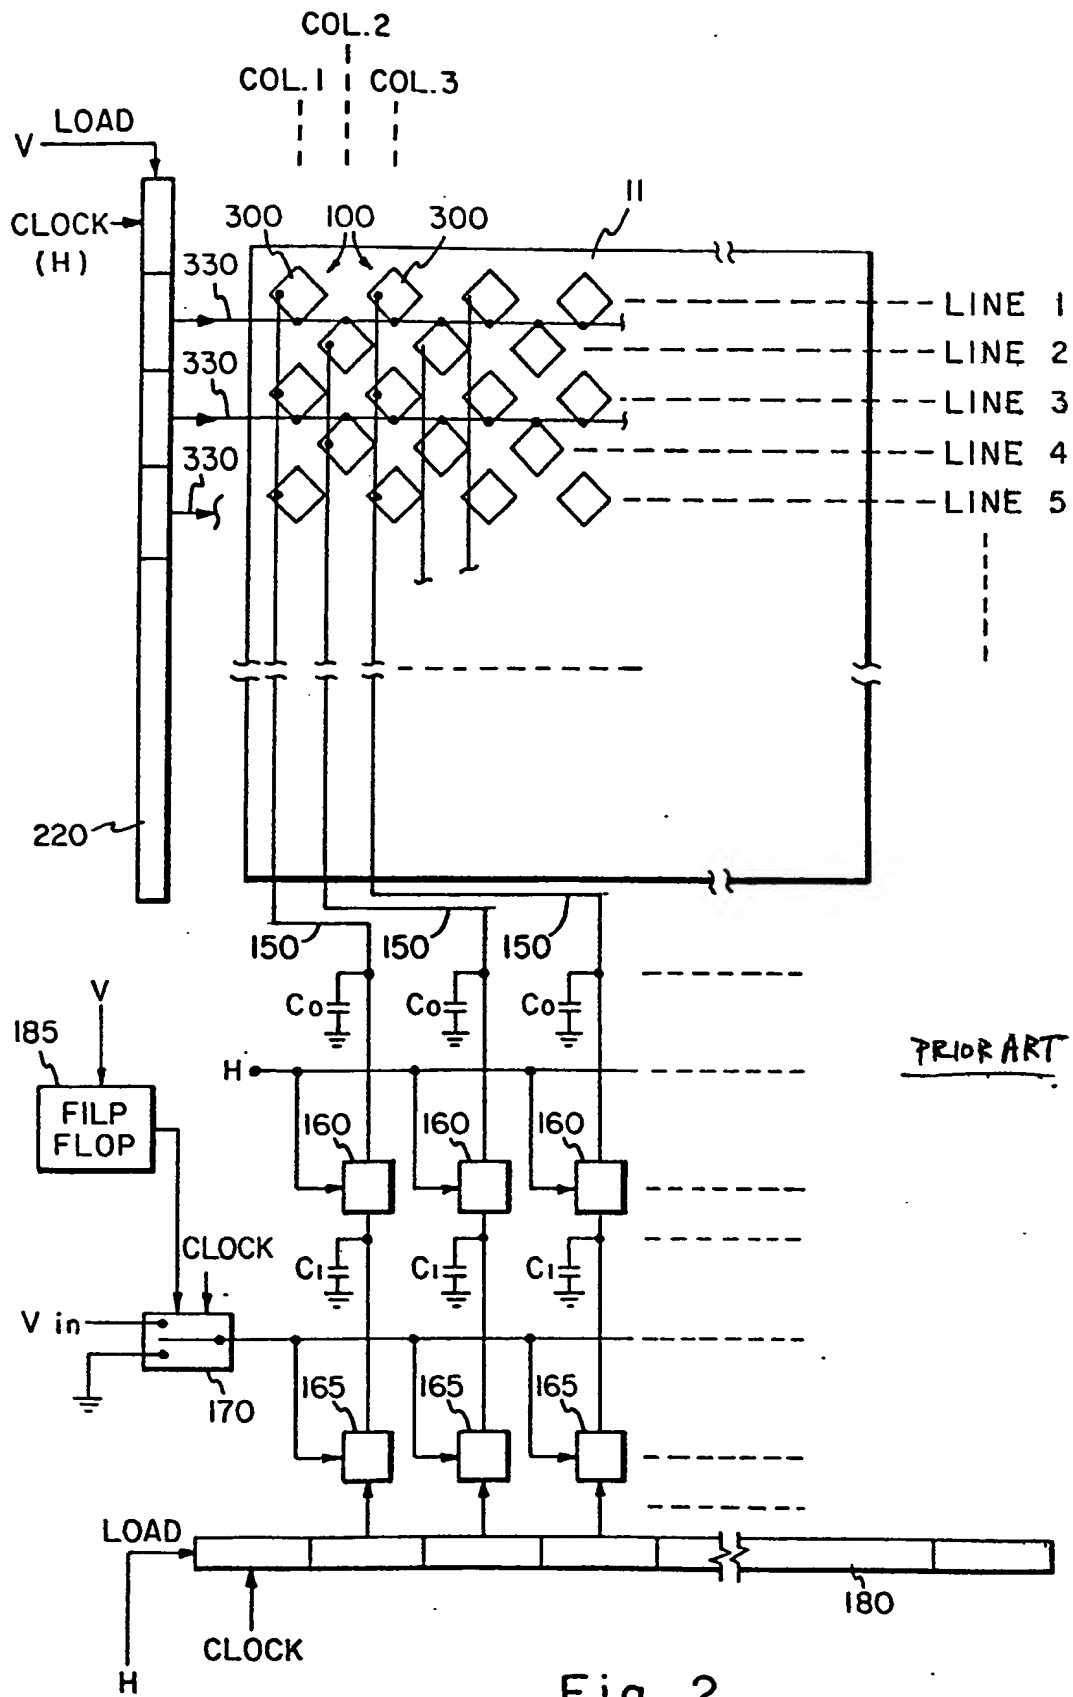 COL.2
COL.1 COL.3
LOAD
V
11
CLOCK
(H)
300 100 300
330
LINE 1
330
LINE 2
LINE 3
330
LINE 4
LINE 5
220
150 150 150
Co Co Co
V
185
PRIOR ART
H
FILP
FLOP
160 160 160
CLOCK
C1 C1 C1
V in
170
165 165 165
LOAD
180
CLOCK
H
Fig. 2